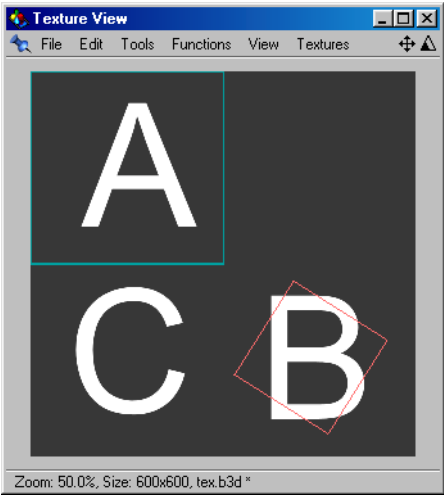 Texture View
File Edit Tools Functions View Textures
A
C B
Zoom: 50.0%, Size: 600x600, tex.b3d *